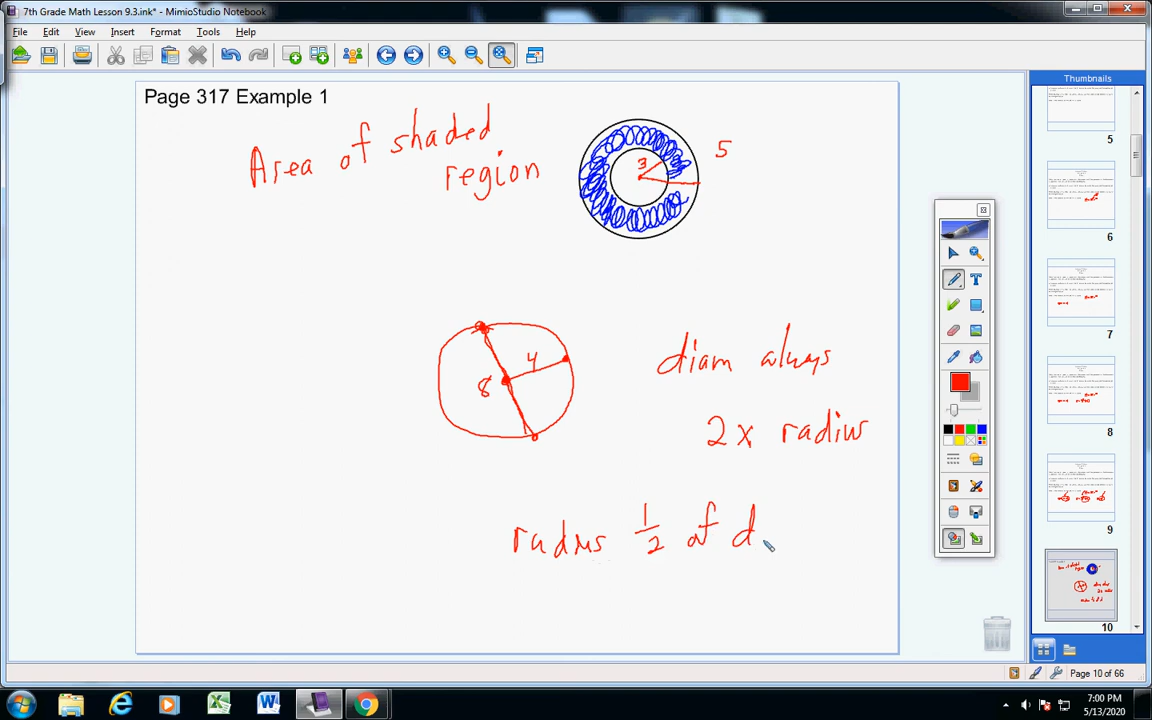 7th Grade Math Lesson 9.3.ink* - MimioStudio Notebook
File Edit View Insert Format Tools Help
Page 317 Example 1
Area of shaded
region
3
5
4
8
diam always
2x radius
radius 1/2 of d
Thumbnails
5
6
7
8
9
10
Page 10 of 66
7:00 PM
5/13/2020